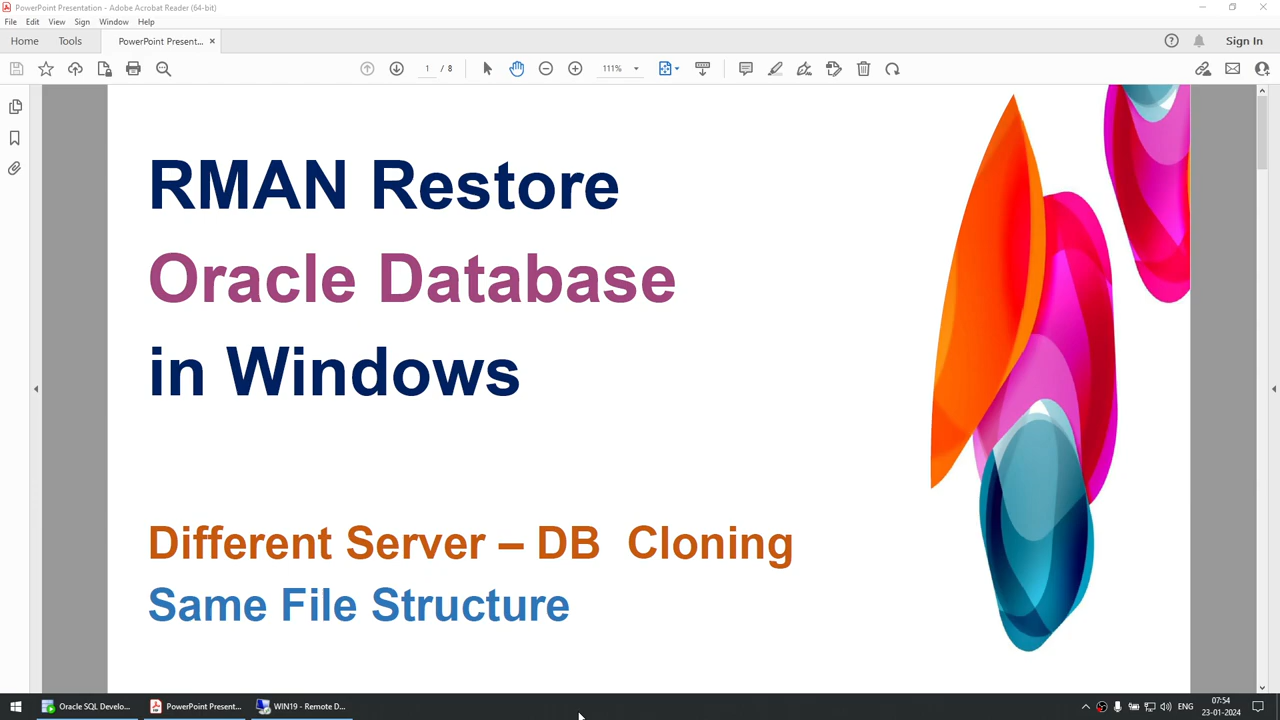 PowerPoint Presentation - Adobe Acrobat Reader (64-bit)
File Edit View Sign Window Help
Home Tools PowerPoint Present... × Sign In
1 / 8 111%
RMAN Restore
Oracle Database
in Windows
Different Server – DB Cloning
Same File Structure
Oracle SQL Develo... PowerPoint Present... WIN19 - Remote D... ENG 07:54
23-01-2024